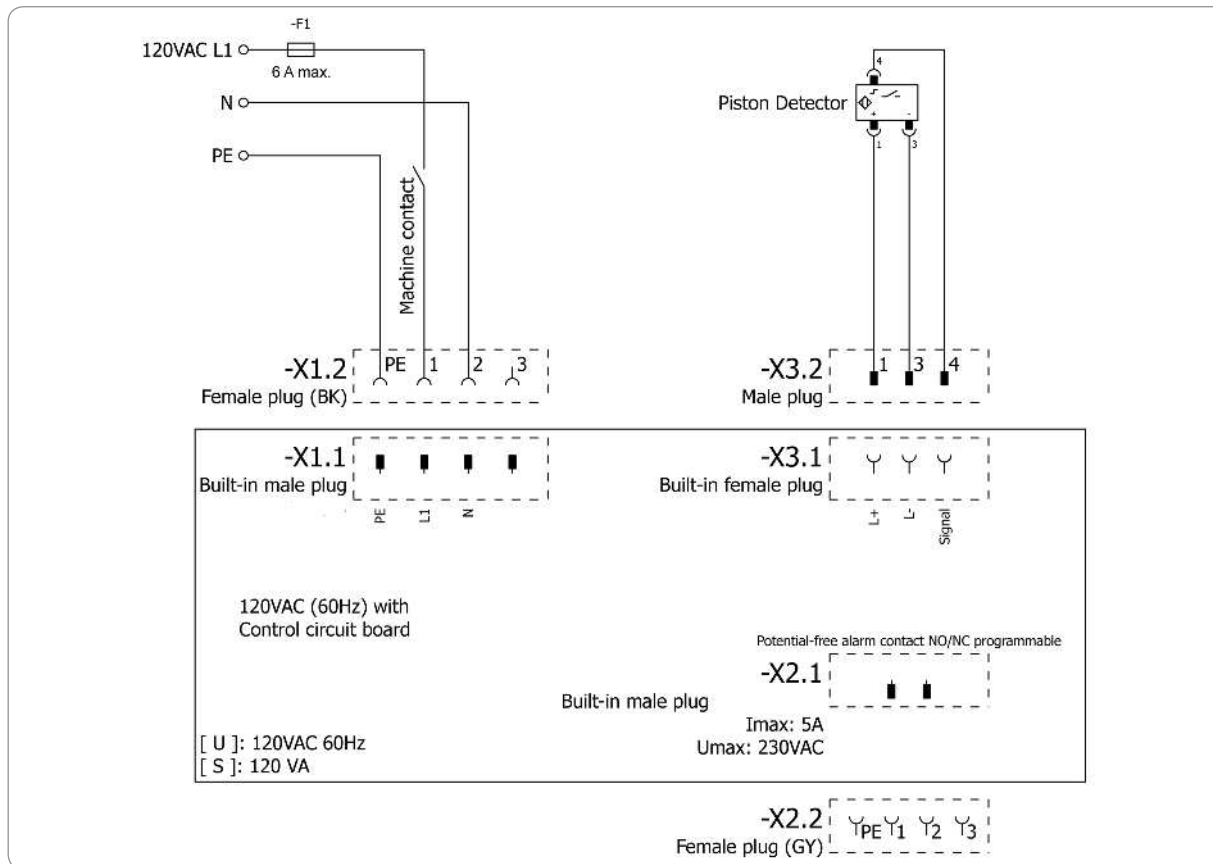 -F1
120VAC L1
6 A max.
N
PE
Machine contact
4
Piston Detector
+ -
1 3
-X1.2
PE 1 2 3
Female plug (BK)
-X3.2
1 3 4
Male plug
-X1.1
Built-in male plug
PE
L1
N
-X3.1
Built-in female plug
L+
L-
Signal
120VAC (60Hz) with
Control circuit board
Potential-free alarm contact NO/NC programmable
-X2.1
Built-in male plug
Imax: 5A
Umax: 230VAC
[ U ]: 120VAC 60Hz
[ S ]: 120 VA
-X2.2
PE 1 2 3
Female plug (GY)